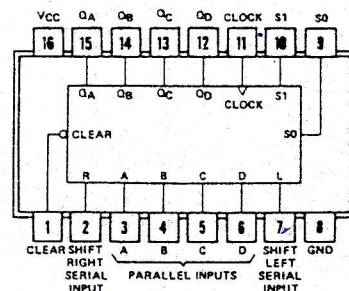 VCC QA QB QC QD CLOCK S1 S0
16 15 14 13 12 11 10 9
QA QB QC QD CLOCK S1
CLEAR S0
R A B C D L
1 2 3 4 5 6 7 8
CLEAR SHIFT A B C D SHIFT GND
RIGHT PARALLEL INPUTS LEFT
SERIAL SERIAL
INPUT INPUT